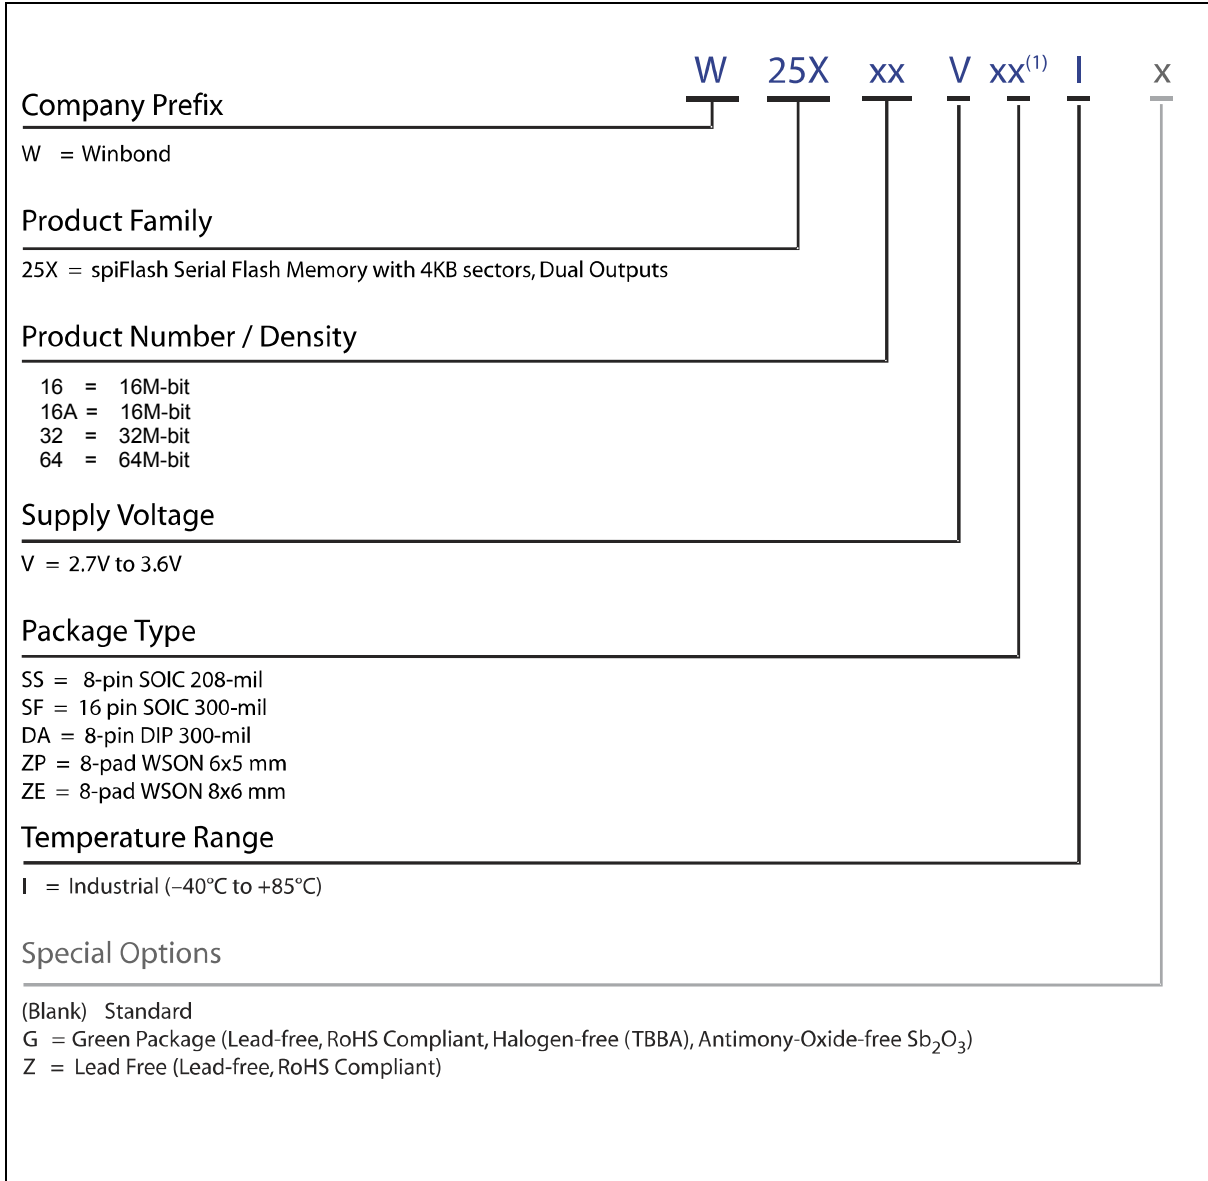 W 25X xx V xx(1) I x
Company Prefix
W = Winbond
Product Family
25X = spiFlash Serial Flash Memory with 4KB sectors, Dual Outputs
Product Number / Density
16 = 16M-bit
16A = 16M-bit
32 = 32M-bit
64 = 64M-bit
Supply Voltage
V = 2.7V to 3.6V
Package Type
SS = 8-pin SOIC 208-mil
SF = 16 pin SOIC 300-mil
DA = 8-pin DIP 300-mil
ZP = 8-pad WSON 6x5 mm
ZE = 8-pad WSON 8x6 mm
Temperature Range
I = Industrial (–40°C to +85°C)
Special Options
(Blank) Standard
G = Green Package (Lead-free, RoHS Compliant, Halogen-free (TBBA), Antimony-Oxide-free Sb2O3)
Z = Lead Free (Lead-free, RoHS Compliant)